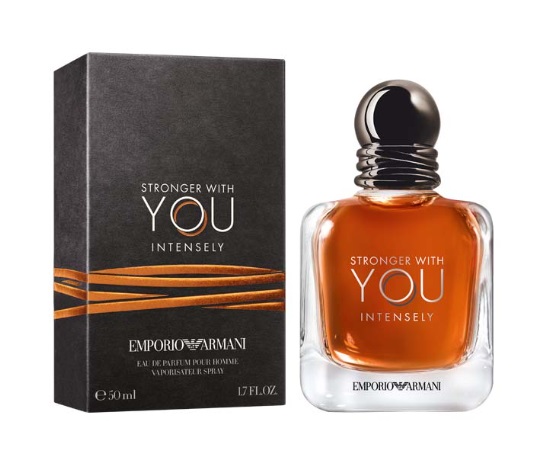 STRONGER WITH
YOU
INTENSELY
EMPORIO ARMANI
EAU DE PARFUM POUR HOMME
VAPORISATEUR SPRAY
℮ 50 ml 1.7 FL.OZ.
STRONGER WITH
YOU
INTENSELY
EMPORIO ARMANI